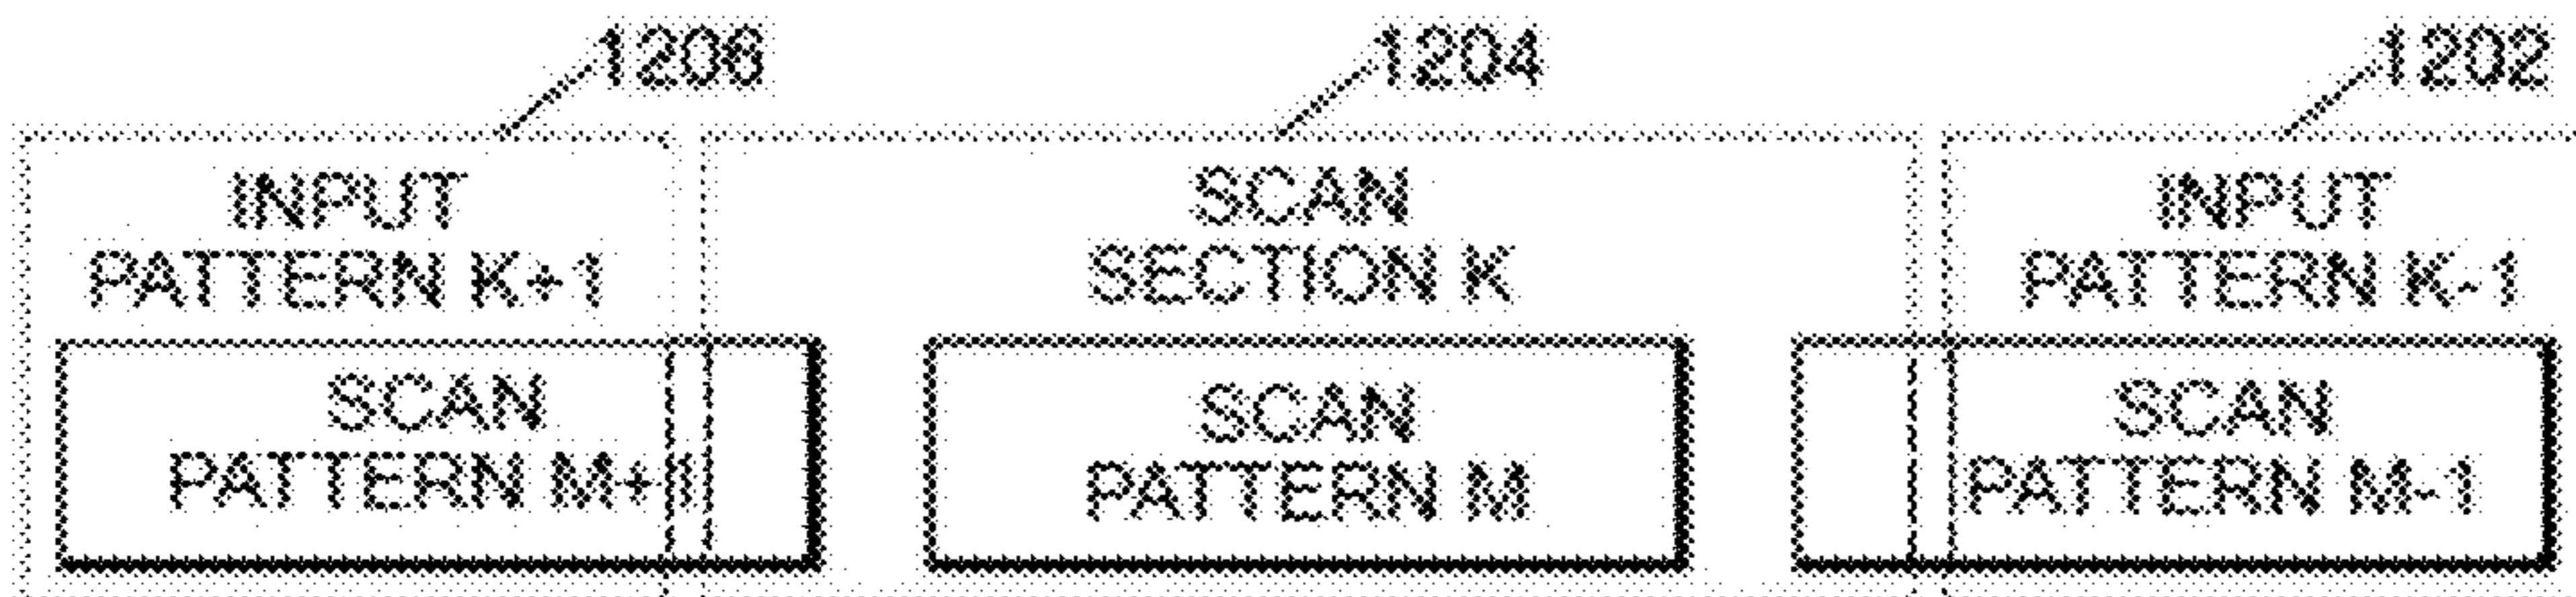 1206
1204
1202
INPUT
PATTERN K+1
SCAN
SECTION K
INPUT
PATTERN K-1
SCAN
PATTERN M+1
SCAN
PATTERN M
SCAN
PATTERN M-1